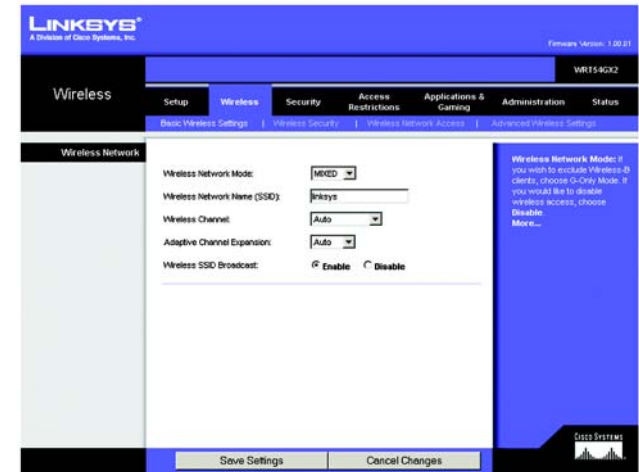 LINKSYS®
A Division of Cisco Systems, Inc.
Firmware Version: 1.00.01
WRT54GX2
Wireless
Setup
Wireless
Security
Access Restrictions
Applications & Gaming
Administration
Status
Basic Wireless Settings | Wireless Security | Wireless Network Access | Advanced Wireless Settings
Wireless Network
Wireless Network Mode: MIXED
Wireless Network Name (SSID): linksys
Wireless Channel: Auto
Adaptive Channel Expansion: Auto
Wireless SSID Broadcast: Enable Disable
Wireless Network Mode: If
you wish to exclude Wireless-B
clients, choose G-Only Mode. If
you would like to disable
wireless access, choose
Disable.
More...
CISCO SYSTEMS
Save Settings
Cancel Changes